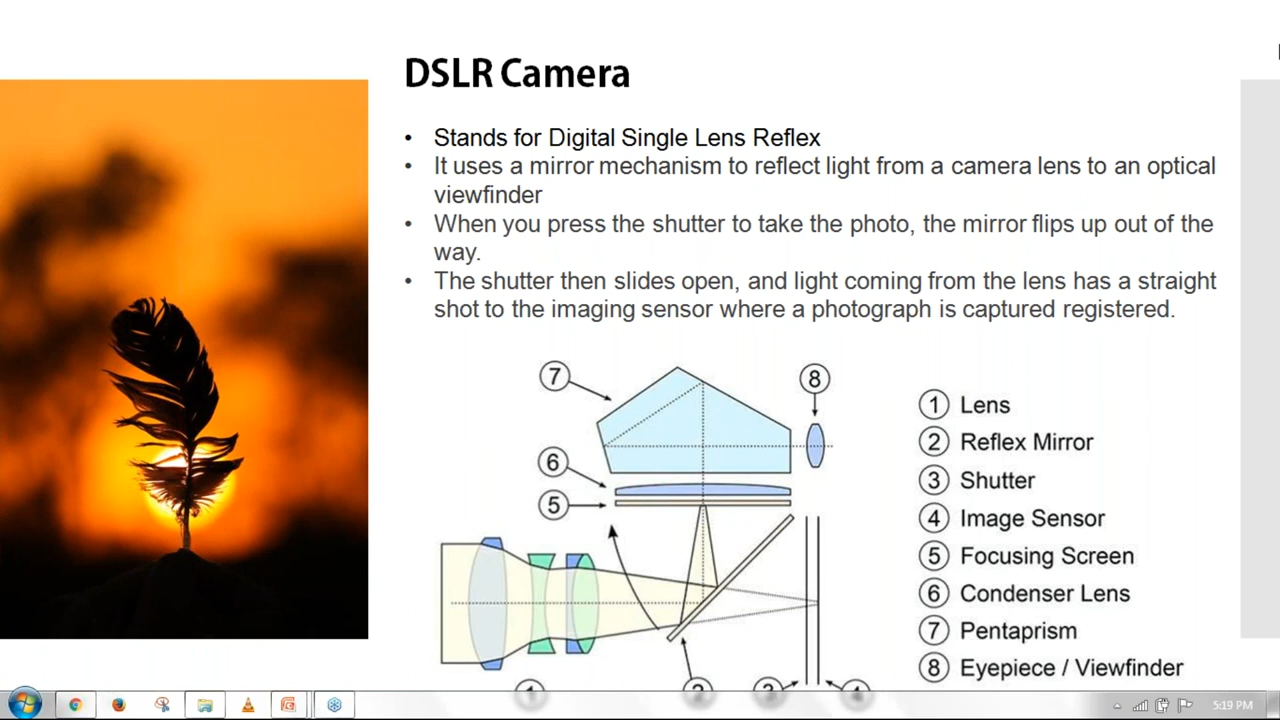 DSLR Camera
• Stands for Digital Single Lens Reflex
• It uses a mirror mechanism to reflect light from a camera lens to an optical
viewfinder
• When you press the shutter to take the photo, the mirror flips up out of the
way.
• The shutter then slides open, and light coming from the lens has a straight
shot to the imaging sensor where a photograph is captured registered.
7
8
6
5
1 Lens
2 Reflex Mirror
3 Shutter
4 Image Sensor
5 Focusing Screen
6 Condenser Lens
7 Pentaprism
8 Eyepiece / Viewfinder
1 2 3 4
5:19 PM